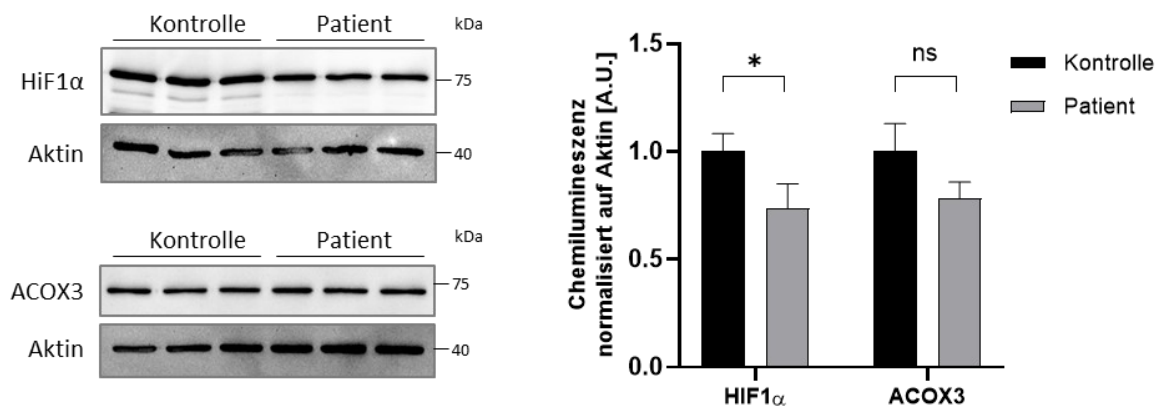 Kontrolle Patient kDa
HiF1α 75
Aktin 40
Kontrolle Patient kDa
ACOX3 75
Aktin 40
Chemilumineszenz
normalisiert auf Aktin [A.U.]
1.5
1.0
0.5
0.0
* ns
HIF1α ACOX3
Kontrolle
Patient